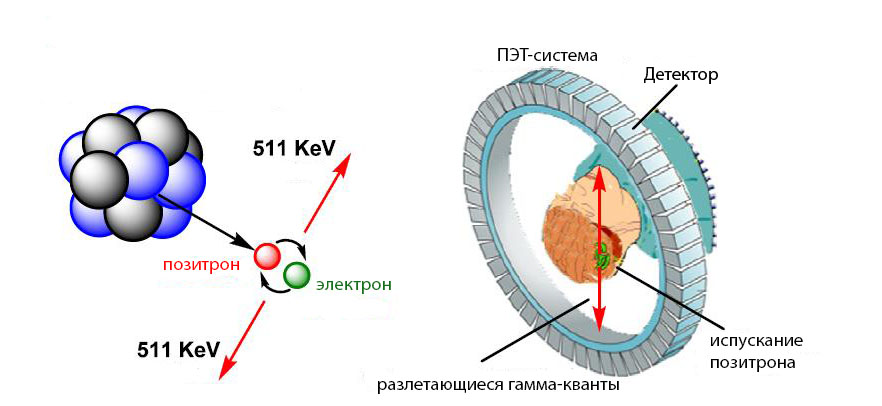 ПЭТ-система
Детектор
511 KeV
позитрон
электрон
511 KeV
испускание
позитрона
разлетающиеся гамма-кванты